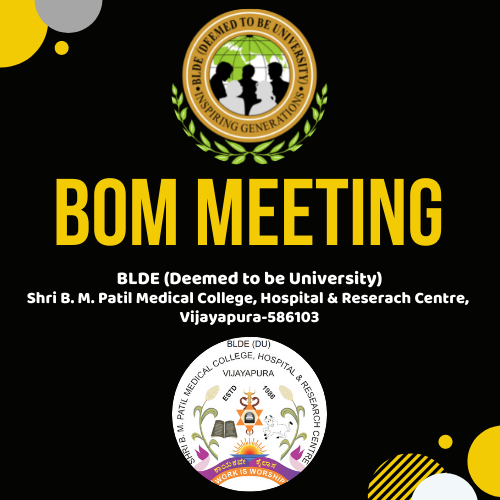 BLDE (DEEMED TO BE UNIVERSITY)
INSPIRING GENERATIONS
BOM MEETING
BLDE (Deemed to be University)
Shri B. M. Patil Medical College, Hospital & Reserach Centre,
Vijayapura-586103
BLDE (DU)
SHRI B. M. PATIL MEDICAL COLLEGE, HOSPITAL & RESEARCH CENTRE
VIJAYAPURA
ESTD 1986
ಕಾಯಕವೇ ಕೈಲಾಸ
WORK IS WORSHIP